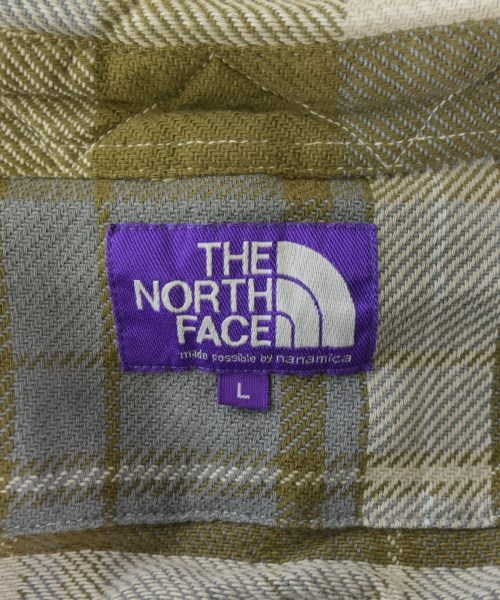 THE
NORTH
FACE
made possible by nanamica
L